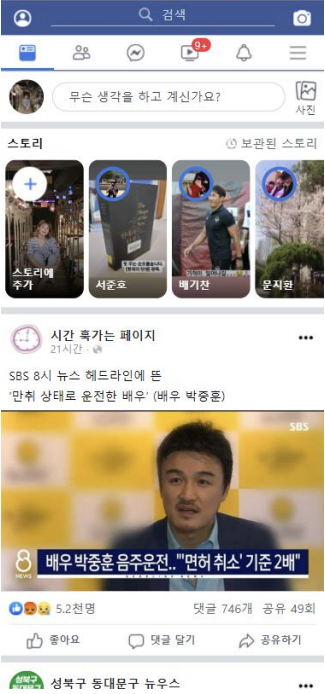 검색
9+
무슨 생각을 하고 계신가요?
사진
스토리
보관된 스토리
스토리에
추가
서준호
배기찬
문지환
시간 훅가는 페이지
21시간
SBS 8시 뉴스 헤드라인에 뜬
'만취 상태로 운전한 배우' (배우 박중훈)
SBS
8
NEWS
배우 박중훈 음주운전.."'면허 취소' 기준 2배"
5.2천명
댓글 746개 공유 49회
좋아요
댓글 달기
공유하기
성북구
동대문구
성북구 동대문구 뉴우스